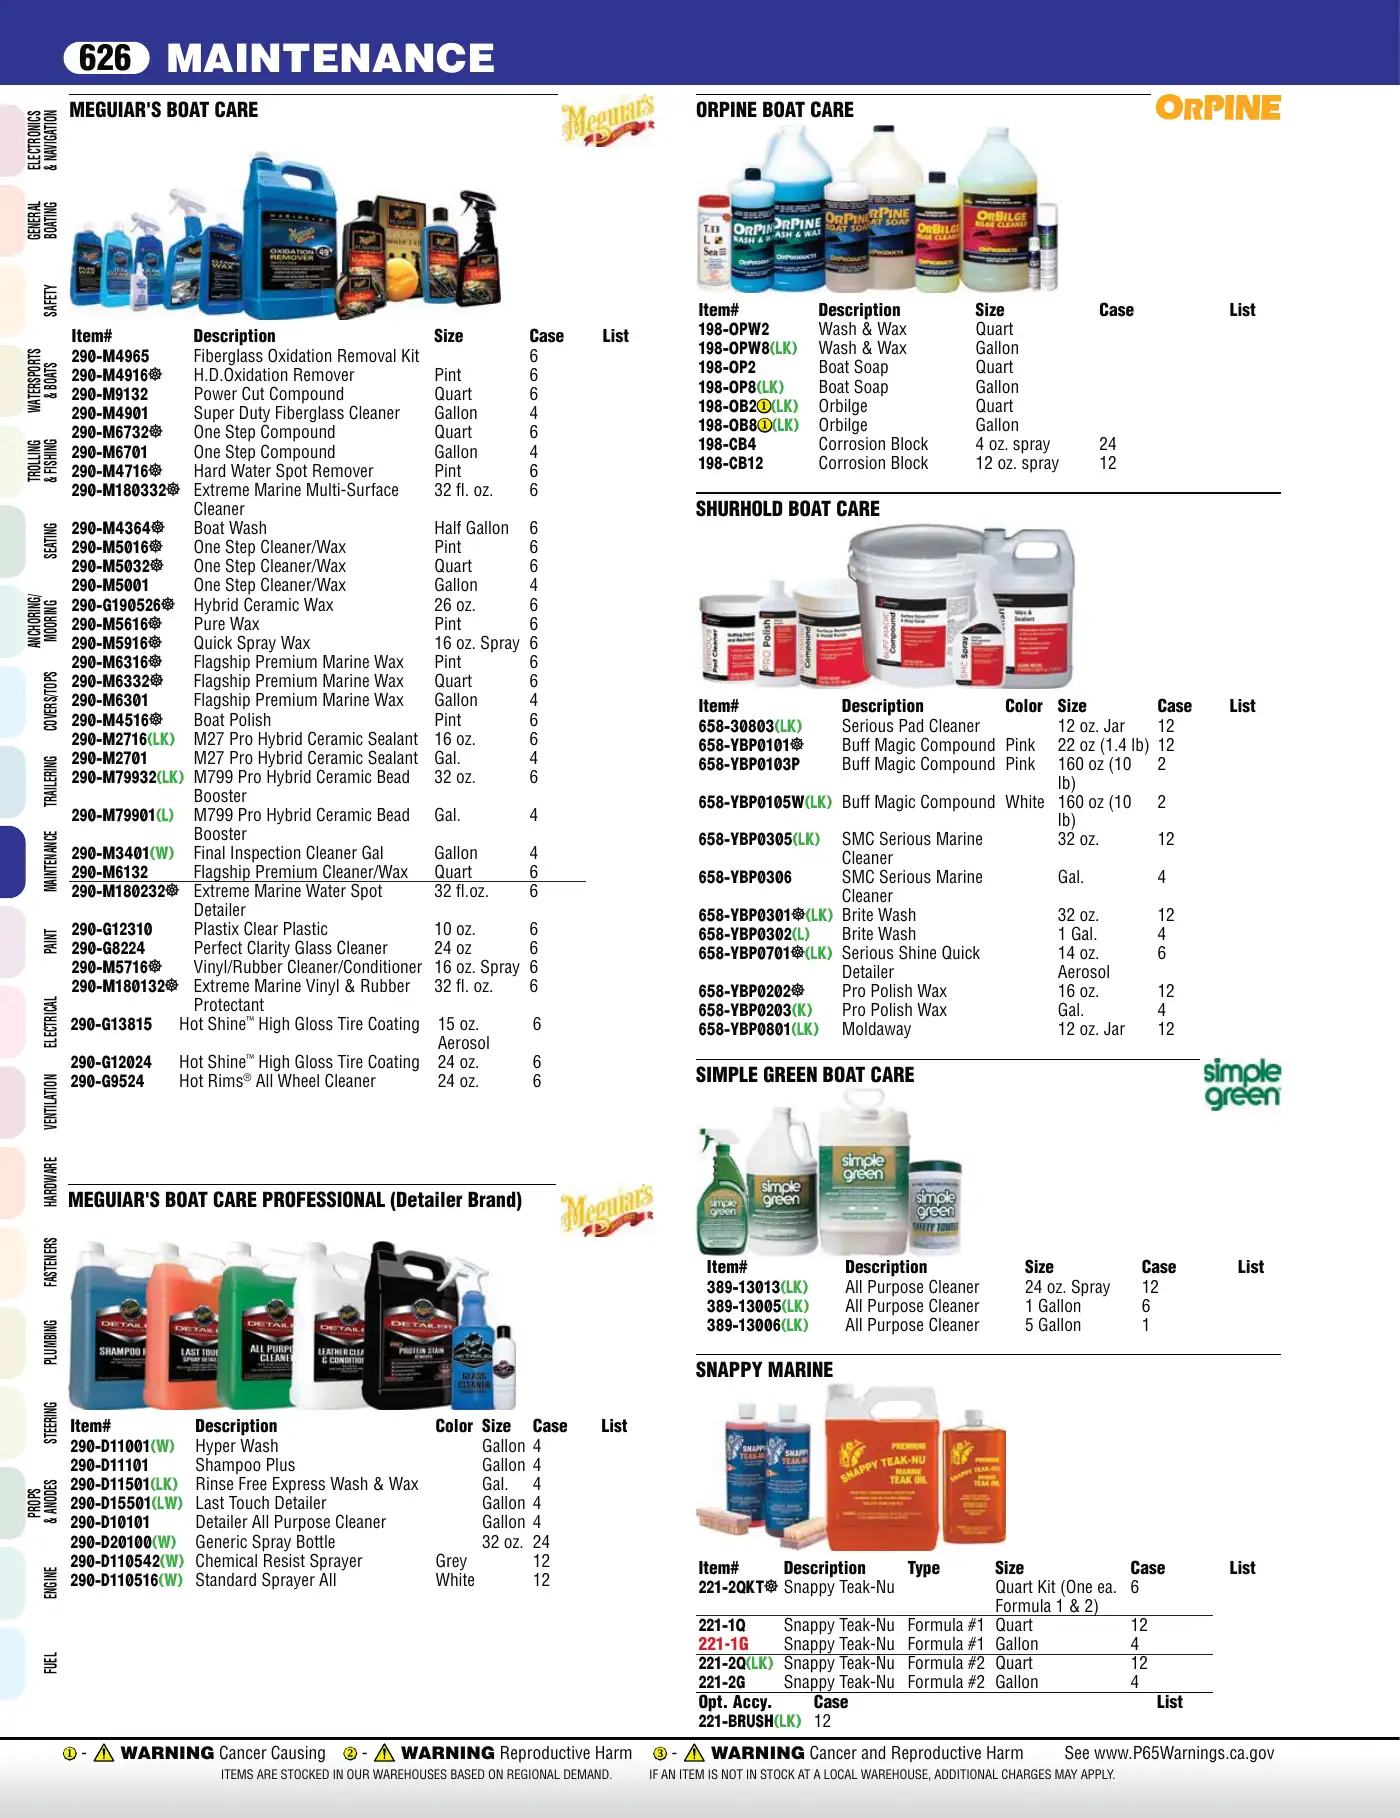 626 MAINTENANCE
ELECTRONICS
& NAVIGATION
GENERAL
BOATING
SAFETY
WATERSPORTS
& BOATS
TROLLING
& FISHING
SEATING
ANCHORING/
MOORING
COVERS/TOPS
TRAILERING
MAINTENANCE
PAINT
ELECTRICAL
VENTILATION
HARDWARE
FASTENERS
PLUMBING
STEERING
PROPS
& ANODES
ENGINE
FUEL
MEGUIAR'S BOAT CARE
Meguiar's
Item# Description Size Case List
290-M4965 Fiberglass Oxidation Removal Kit 6
290-M4916 H.D.Oxidation Remover Pint 6
290-M9132 Power Cut Compound Quart 6
290-M4901 Super Duty Fiberglass Cleaner Gallon 4
290-M6732 One Step Compound Quart 6
290-M6701 One Step Compound Gallon 4
290-M4716 Hard Water Spot Remover Pint 6
290-M180332 Extreme Marine Multi-Surface 32 fl. oz. 6
Cleaner
290-M4364 Boat Wash Half Gallon 6
290-M5016 One Step Cleaner/Wax Pint 6
290-M5032 One Step Cleaner/Wax Quart 6
290-M5001 One Step Cleaner/Wax Gallon 4
290-G190526 Hybrid Ceramic Wax 26 oz. 6
290-M5616 Pure Wax Pint 6
290-M5916 Quick Spray Wax 16 oz. Spray 6
290-M6316 Flagship Premium Marine Wax Pint 6
290-M6332 Flagship Premium Marine Wax Quart 6
290-M6301 Flagship Premium Marine Wax Gallon 4
290-M4516 Boat Polish Pint 6
290-M2716(LK) M27 Pro Hybrid Ceramic Sealant 16 oz. 6
290-M2701 M27 Pro Hybrid Ceramic Sealant Gal. 4
290-M79932(LK) M799 Pro Hybrid Ceramic Bead 32 oz. 6
Booster
290-M79901(L) M799 Pro Hybrid Ceramic Bead Gal. 4
Booster
290-M3401(W) Final Inspection Cleaner Gal Gallon 4
290-M6132 Flagship Premium Cleaner/Wax Quart 6
290-M180232 Extreme Marine Water Spot 32 fl.oz. 6
Detailer
290-G12310 Plastix Clear Plastic 10 oz. 6
290-G8224 Perfect Clarity Glass Cleaner 24 oz 6
290-M5716 Vinyl/Rubber Cleaner/Conditioner 16 oz. Spray 6
290-M180132 Extreme Marine Vinyl & Rubber 32 fl. oz. 6
Protectant
290-G13815 Hot Shine™ High Gloss Tire Coating 15 oz. 6
Aerosol
290-G12024 Hot Shine™ High Gloss Tire Coating 24 oz. 6
290-G9524 Hot Rims® All Wheel Cleaner 24 oz. 6
MEGUIAR'S BOAT CARE PROFESSIONAL (Detailer Brand)
Meguiar's
Item# Description Color Size Case List
290-D11001(W) Hyper Wash Gallon 4
290-D11101 Shampoo Plus Gallon 4
290-D11501(LK) Rinse Free Express Wash & Wax Gal. 4
290-D15501(LW) Last Touch Detailer Gallon 4
290-D10101 Detailer All Purpose Cleaner Gallon 4
290-D20100(W) Generic Spray Bottle 32 oz. 24
290-D110542(W) Chemical Resist Sprayer Grey 12
290-D110516(W) Standard Sprayer All White 12
ORPINE BOAT CARE
ORPINE
Item# Description Size Case List
198-OPW2 Wash & Wax Quart
198-OPW8(LK) Wash & Wax Gallon
198-OP2 Boat Soap Quart
198-OP8(LK) Boat Soap Gallon
198-OB2①(LK) Orbilge Quart
198-OB8①(LK) Orbilge Gallon
198-CB4 Corrosion Block 4 oz. spray 24
198-CB12 Corrosion Block 12 oz. spray 12
SHURHOLD BOAT CARE
Item# Description Color Size Case List
658-30803(LK) Serious Pad Cleaner 12 oz. Jar 12
658-YBP0101 Buff Magic Compound Pink 22 oz (1.4 lb) 12
658-YBP0103P Buff Magic Compound Pink 160 oz (10 2
lb)
658-YBP0105W(LK) Buff Magic Compound White 160 oz (10 2
lb)
658-YBP0305(LK) SMC Serious Marine 32 oz. 12
Cleaner
658-YBP0306 SMC Serious Marine Gal. 4
Cleaner
658-YBP0301(LK) Brite Wash 32 oz. 12
658-YBP0302(L) Brite Wash 1 Gal. 4
658-YBP0701(LK) Serious Shine Quick 14 oz. 6
Detailer Aerosol
658-YBP0202 Pro Polish Wax 16 oz. 12
658-YBP0203(K) Pro Polish Wax Gal. 4
658-YBP0801(LK) Moldaway 12 oz. Jar 12
SIMPLE GREEN BOAT CARE
simple
green
Item# Description Size Case List
389-13013(LK) All Purpose Cleaner 24 oz. Spray 12
389-13005(LK) All Purpose Cleaner 1 Gallon 6
389-13006(LK) All Purpose Cleaner 5 Gallon 1
SNAPPY MARINE
Item# Description Type Size Case List
221-2QKT Snappy Teak-Nu Quart Kit (One ea. 6
Formula 1 & 2)
221-1Q Snappy Teak-Nu Formula #1 Quart 12
221-1G Snappy Teak-Nu Formula #1 Gallon 4
221-2Q(LK) Snappy Teak-Nu Formula #2 Quart 12
221-2G Snappy Teak-Nu Formula #2 Gallon 4
Opt. Accy. Case List
221-BRUSH(LK) 12
① - ⚠ WARNING Cancer Causing ② - ⚠ WARNING Reproductive Harm ③ - ⚠ WARNING Cancer and Reproductive Harm See www.P65Warnings.ca.gov
ITEMS ARE STOCKED IN OUR WAREHOUSES BASED ON REGIONAL DEMAND. IF AN ITEM IS NOT IN STOCK AT A LOCAL WAREHOUSE, ADDITIONAL CHARGES MAY APPLY.